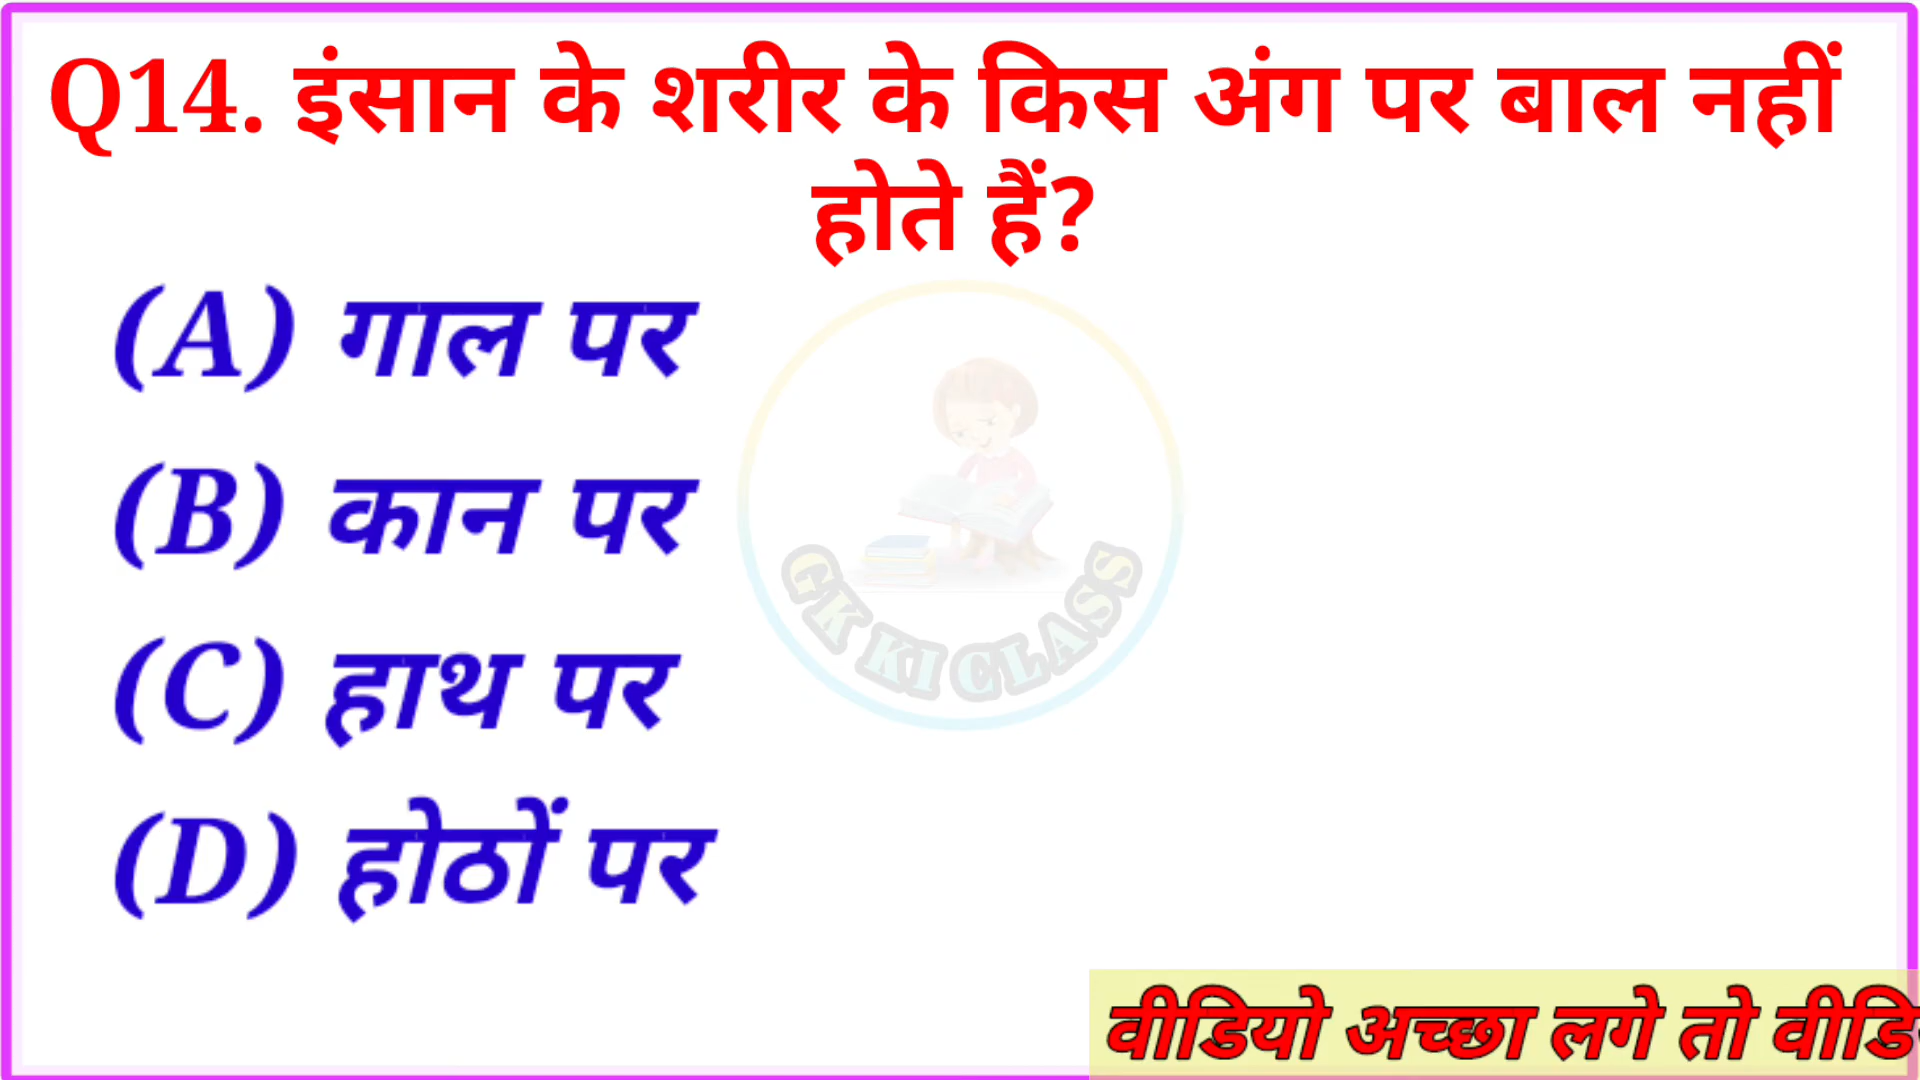 Q14. इंसान के शरीर के किस अंग पर बाल नहीं
होते हैं?
(A) गाल पर
(B) कान पर
(C) हाथ पर
(D) होठों पर
GK KI CLASS
वीडियो अच्छा लगे तो